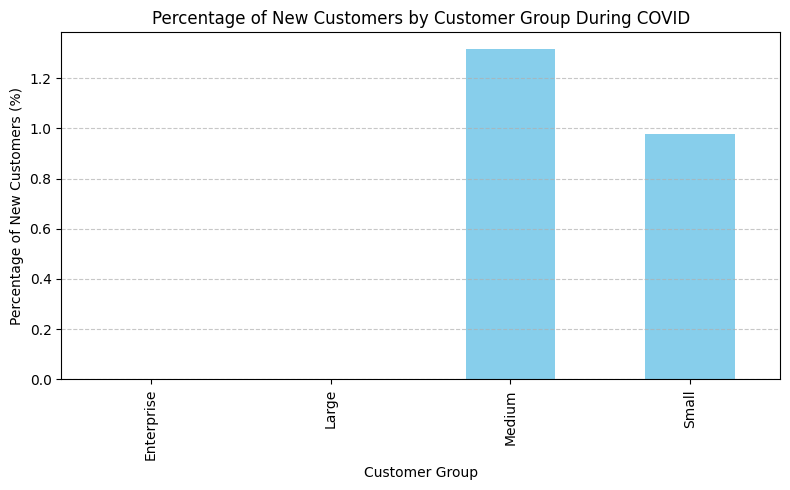 Percentage of New Customers by Customer Group During COVID
Percentage of New Customers (%)
1.2
1.0
0.8
0.6
0.4
0.2
0.0
Enterprise
Large
Medium
Small
Customer Group